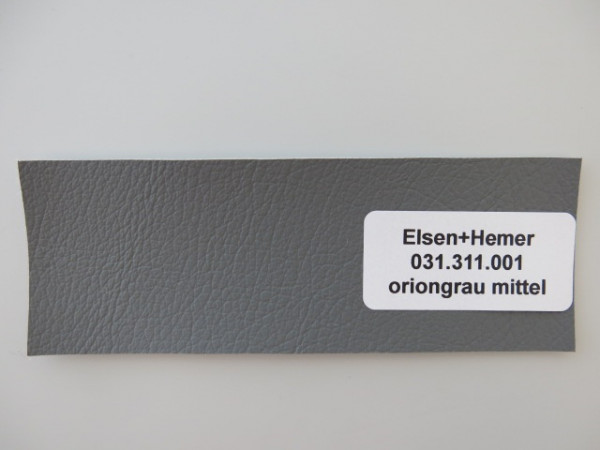 Elsen+Hemer
031.311.001
oriongrau mittel